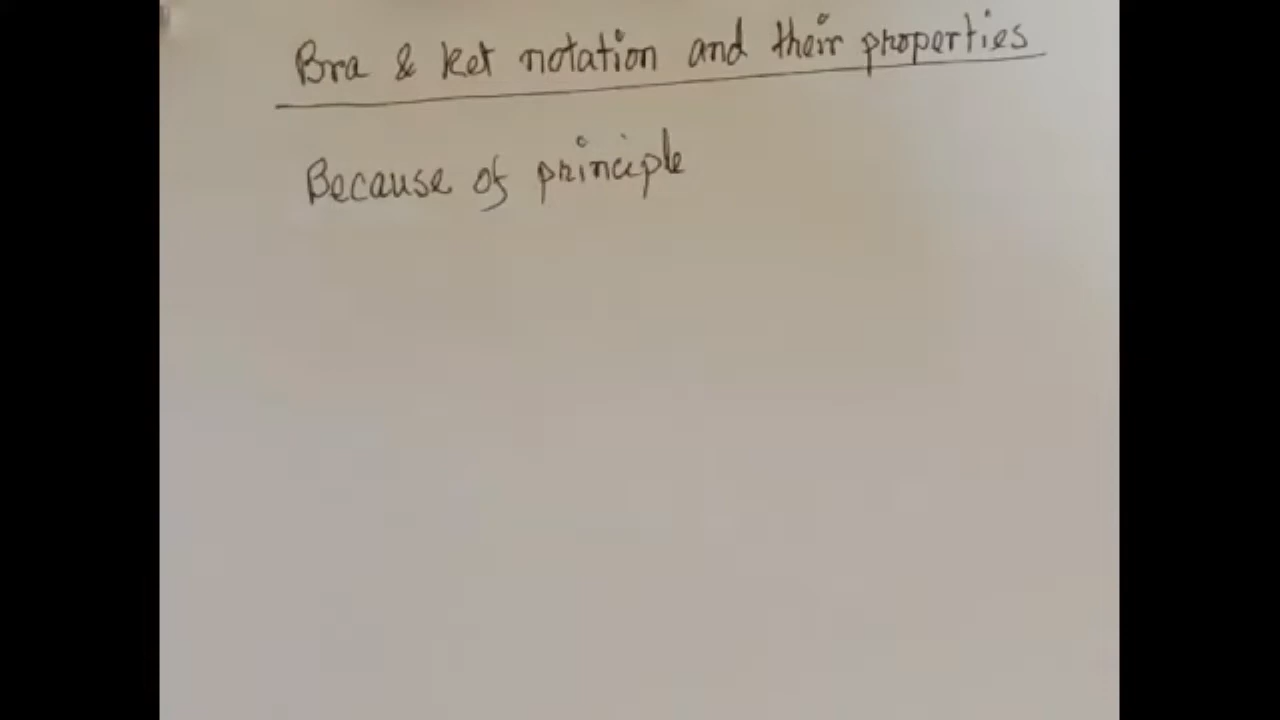 Bra & ket notation and their properties
Because of principle